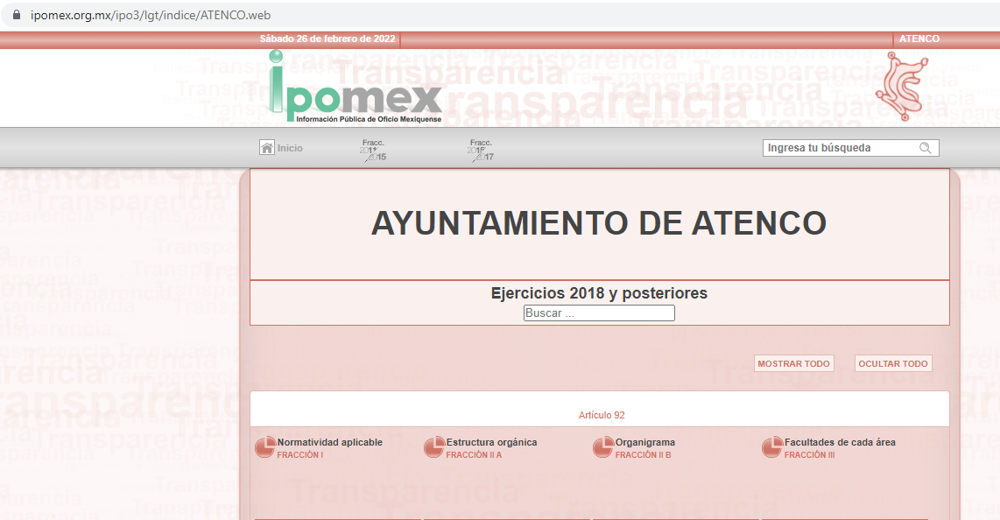 ipomex.org.mx/ipo3/lgt/indice/ATENCO.web
Sábado 26 de febrero de 2022
ATENCO
ipomex
Información Pública de Oficio Mexiquense
Inicio
Fracc.
2015
Fracc.
2017
Ingresa tu búsqueda
AYUNTAMIENTO DE ATENCO
Ejercicios 2018 y posteriores
Buscar ...
MOSTRAR TODO
OCULTAR TODO
Artículo 92
Normatividad aplicable
FRACCIÓN I
Estructura orgánica
FRACCIÓN II A
Organigrama
FRACCIÓN II B
Facultades de cada área
FRACCIÓN III